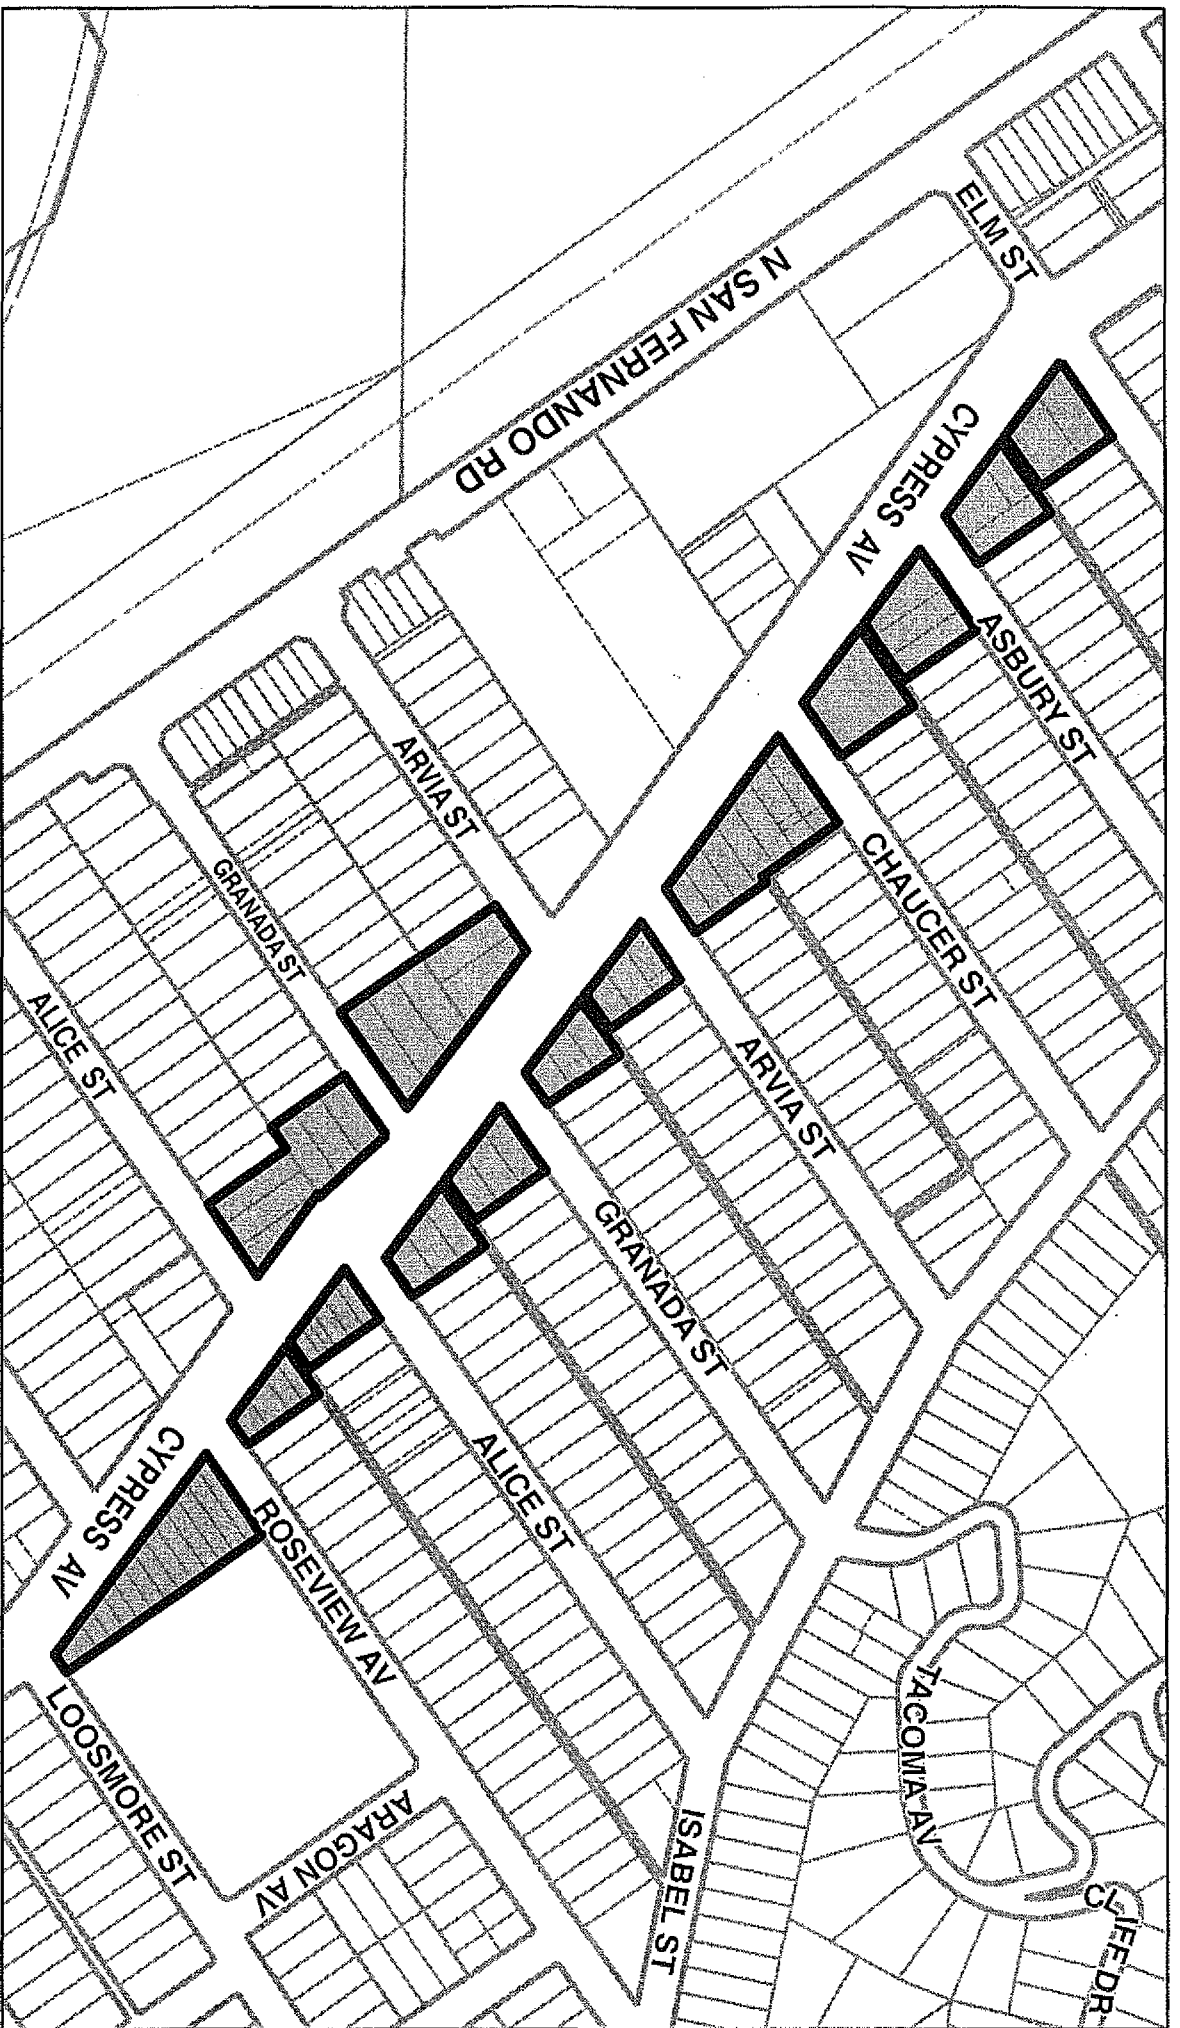 ELM ST
N SAN FERNANDO RD
CYPRESS AV
ASBURY ST
ARVIA ST
CHAUCER ST
GRANADA ST
ALICE ST
ARVIA ST
GRANADA ST
CYPRESS AV
ALICE ST
ROSEVIEW AV
TACOMA AV
LOOSMORE ST
ARAGON AV
ISABEL ST
CLIFF DR